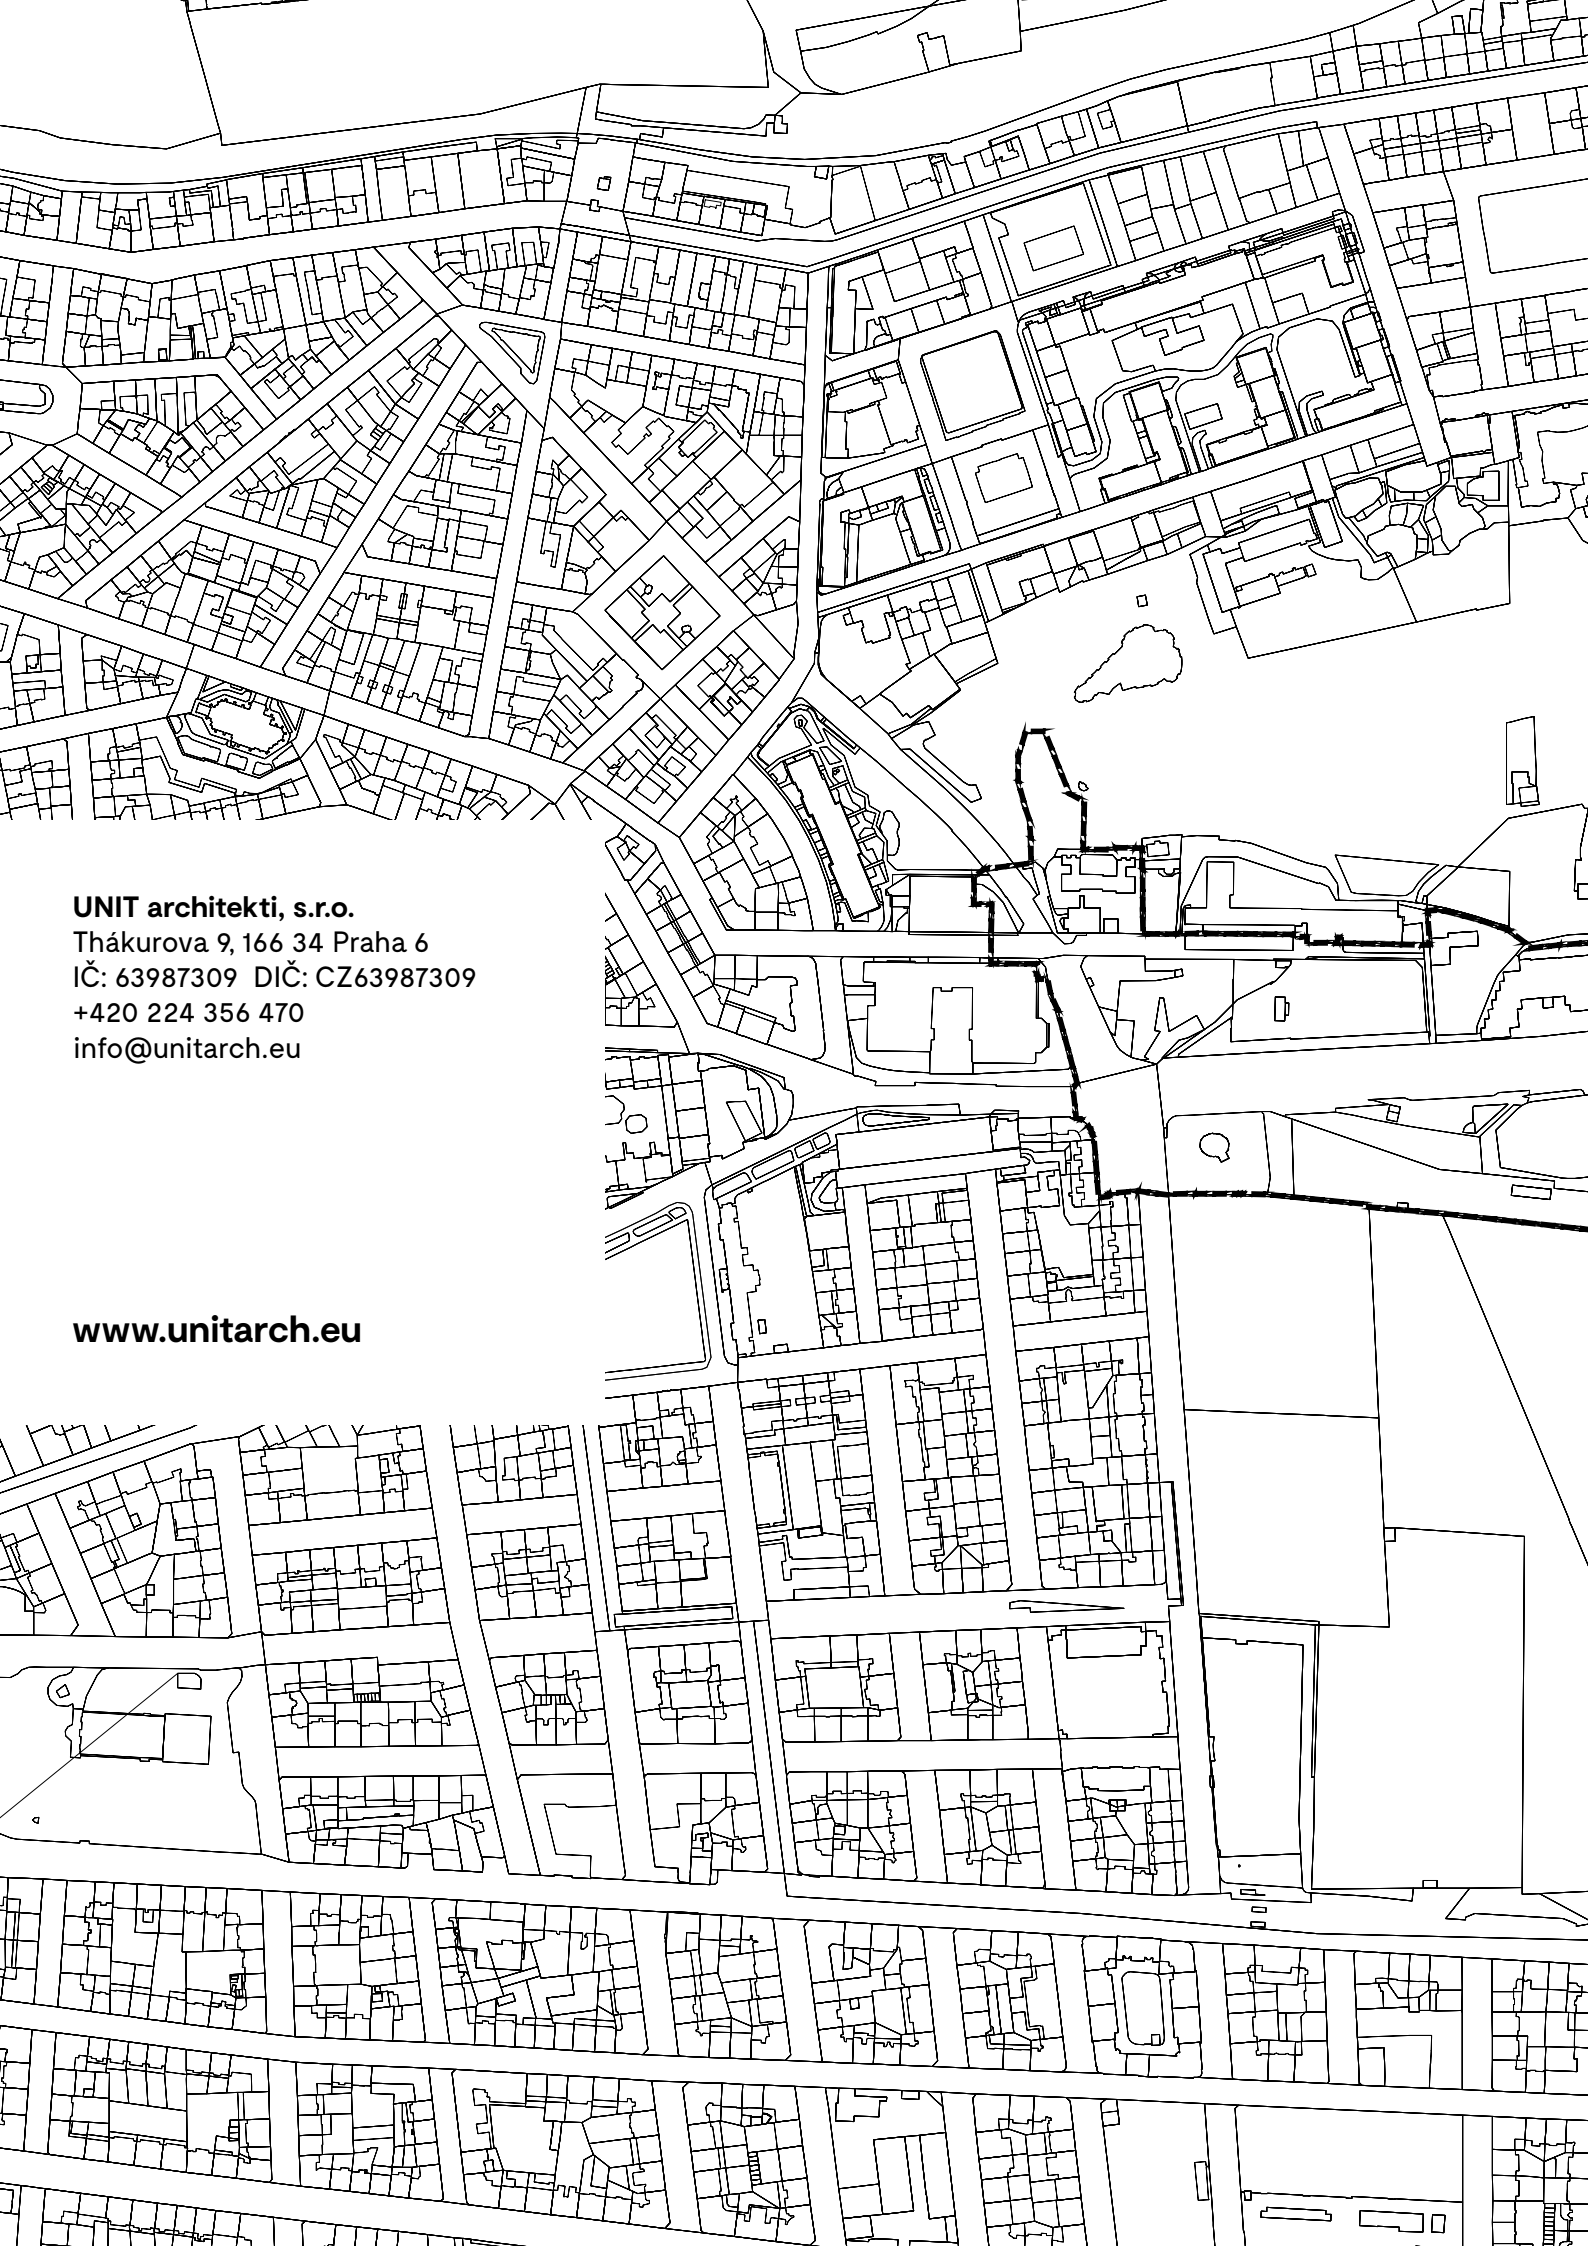 UNIT architekti, s.r.o.
Thákurova 9, 166 34 Praha 6
IČ: 63987309  DIČ: CZ63987309
+420 224 356 470
info@unitarch.eu
www.unitarch.eu